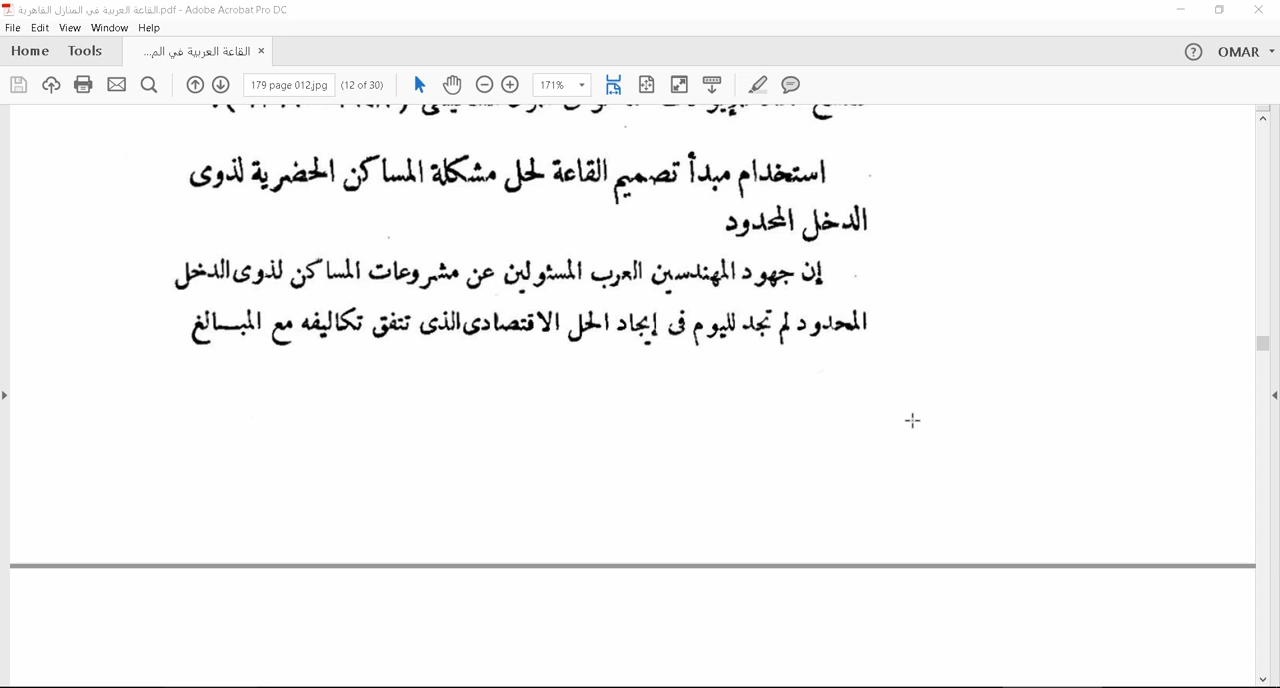 القاعة العربية في المنازل القاهرية.pdf - Adobe Acrobat Pro DC
File Edit View Window Help
Home Tools القاعة العربية في الم... × OMAR
179 page 012.jpg (12 of 30) 171%
استخدام مبدأ تصميم القاعة لحل مشكلة المساكن الحضرية لذوى
الدخل المحدود
إن جهود المهندسين العرب المسئولين عن مشروعات المساكن لذوى الدخل
المحدود لم تجد لليوم فى إيجاد الحل الاقتصادى الذى تتفق تكاليفه مع المبـالغ